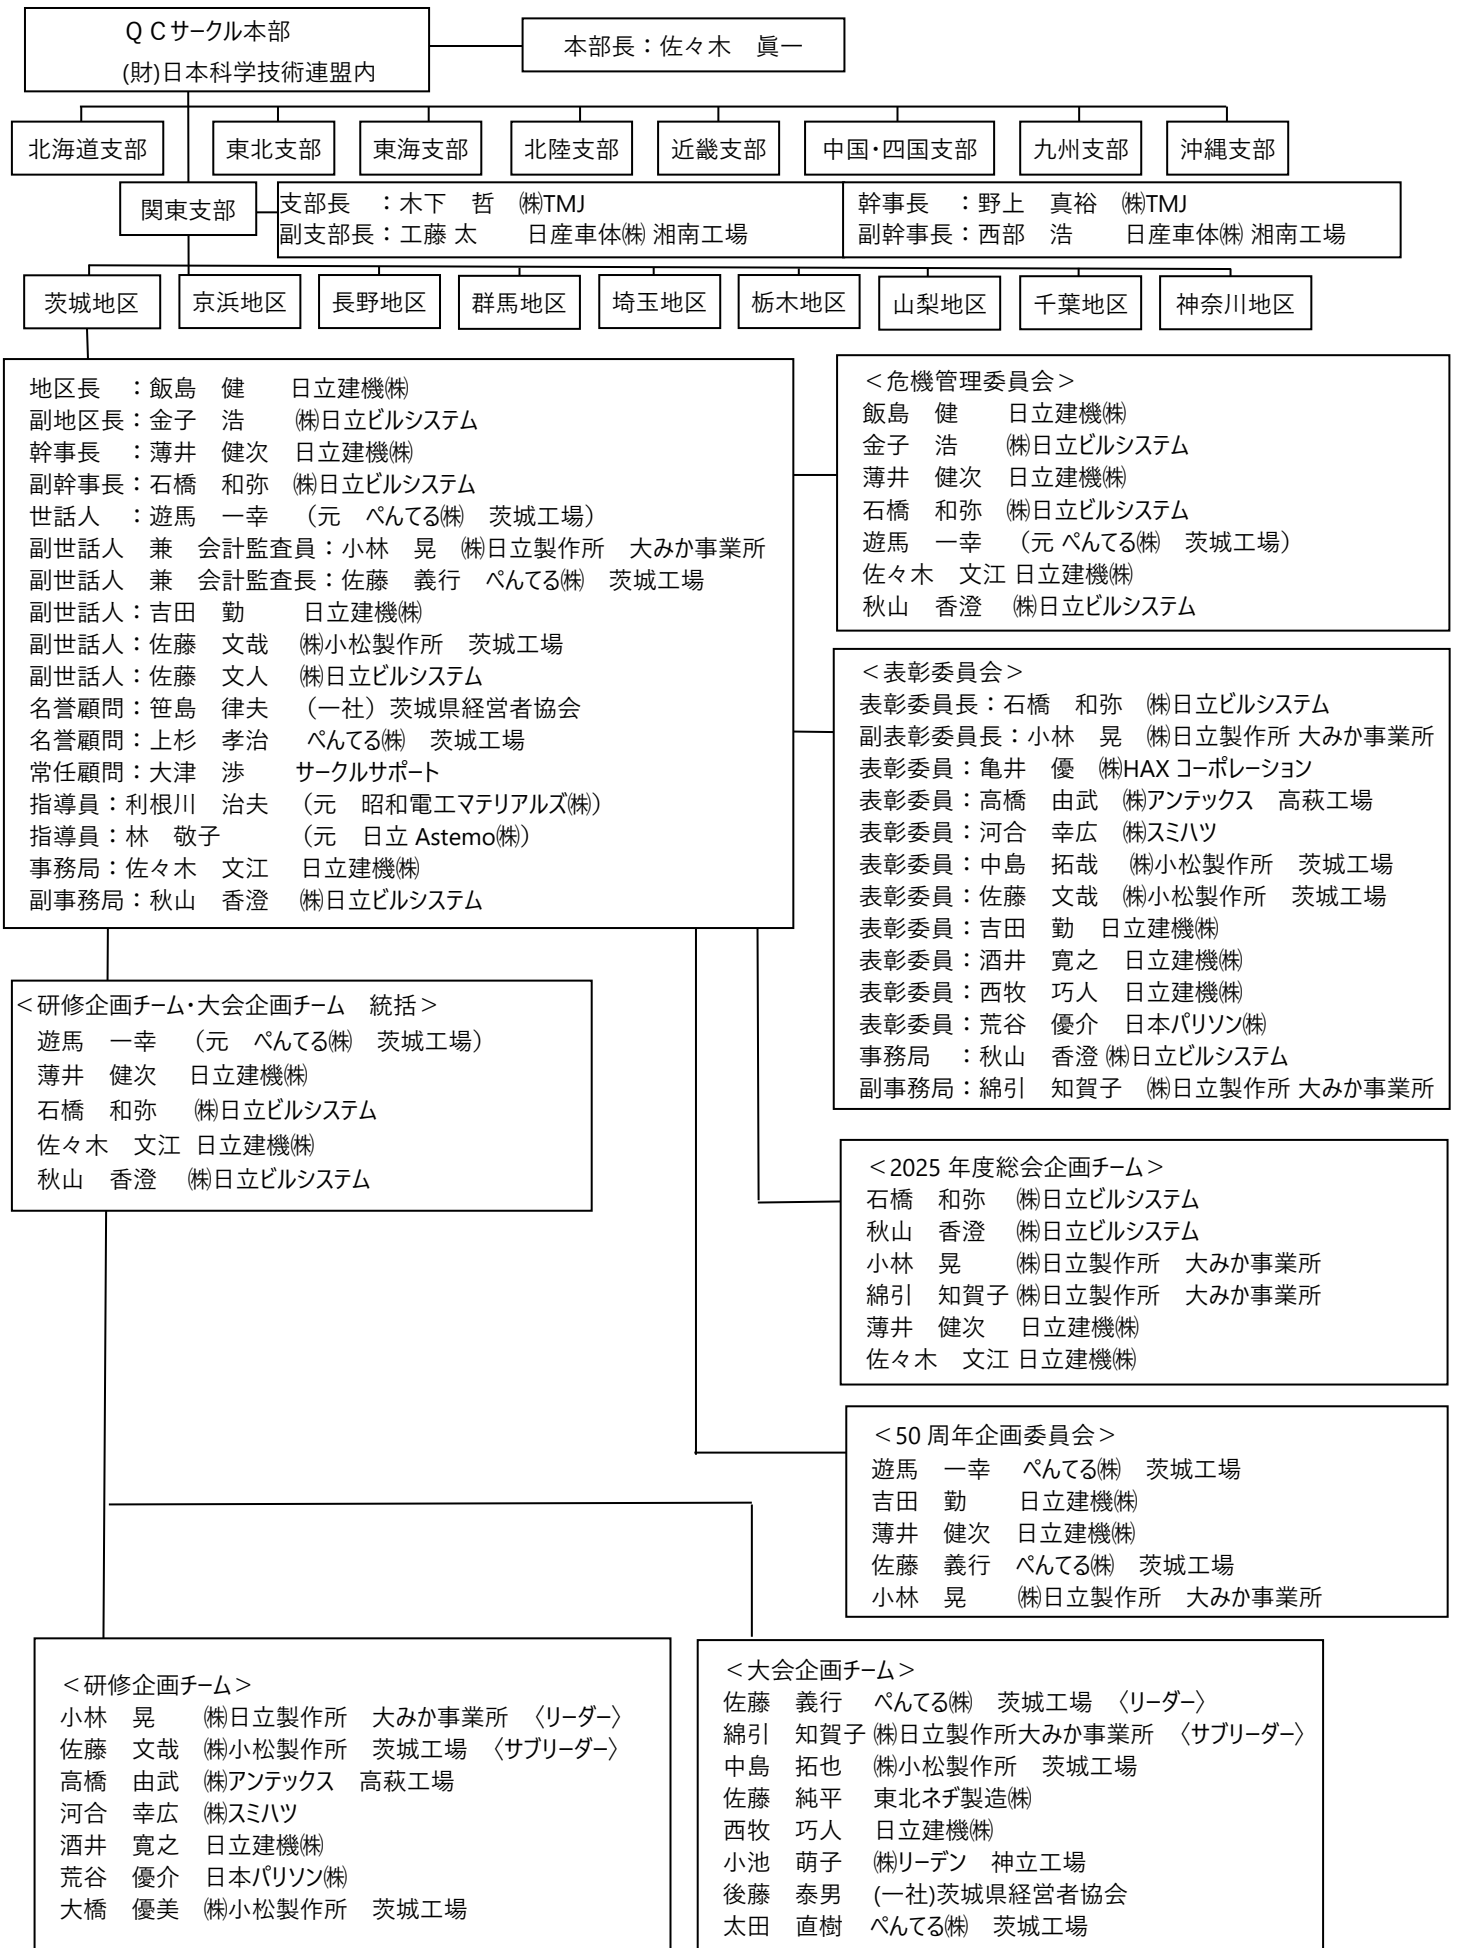 ＱＣサークル本部
(財)日本科学技術連盟内
本部長：佐々木　眞一
北海道支部
東北支部
東海支部
北陸支部
近畿支部
中国・四国支部
九州支部
沖縄支部
関東支部
支部長　：木下　哲　㈱TMJ
副支部長：工藤 太　　日産車体㈱ 湘南工場
幹事長　：野上　真裕　㈱TMJ
副幹事長：西部　浩　　日産車体㈱ 湘南工場
茨城地区
京浜地区
長野地区
群馬地区
埼玉地区
栃木地区
山梨地区
千葉地区
神奈川地区
地区長　：飯島　健　　日立建機㈱
副地区長：金子　浩　　㈱日立ビルシステム
幹事長　：薄井　健次　日立建機㈱
副幹事長：石橋　和弥　㈱日立ビルシステム
世話人　：遊馬　一幸　（元　ぺんてる㈱　茨城工場）
副世話人　兼　会計監査員：小林　晃　㈱日立製作所　大みか事業所
副世話人　兼　会計監査長：佐藤　義行　ぺんてる㈱　茨城工場
副世話人：吉田　勤　　日立建機㈱
副世話人：佐藤　文哉　㈱小松製作所　茨城工場
副世話人：佐藤　文人　㈱日立ビルシステム
名誉顧問：笹島　律夫　（一社）茨城県経営者協会
名誉顧問：上杉　孝治　ぺんてる㈱　茨城工場
常任顧問：大津　渉　　サークルサポート
指導員：利根川　治夫　（元　昭和電工マテリアルズ㈱）
指導員：林　敬子　　　（元　日立 Astemo㈱）
事務局：佐々木　文江　日立建機㈱
副事務局：秋山　香澄　㈱日立ビルシステム
＜危機管理委員会＞
飯島　健　　日立建機㈱
金子　浩　　㈱日立ビルシステム
薄井　健次　日立建機㈱
石橋　和弥　㈱日立ビルシステム
遊馬　一幸　（元 ぺんてる㈱　茨城工場）
佐々木　文江 日立建機㈱
秋山　香澄　㈱日立ビルシステム
＜表彰委員会＞
表彰委員長：石橋　和弥　㈱日立ビルシステム
副表彰委員長：小林　晃　㈱日立製作所 大みか事業所
表彰委員：亀井　優　㈱HAX コーポレーション
表彰委員：高橋　由武　㈱アンテックス　高萩工場
表彰委員：河合　幸広　㈱スミハツ
表彰委員：中島　拓哉　㈱小松製作所　茨城工場
表彰委員：佐藤　文哉　㈱小松製作所　茨城工場
表彰委員：吉田　勤　日立建機㈱
表彰委員：酒井　寛之　日立建機㈱
表彰委員：西牧　巧人　日立建機㈱
表彰委員：荒谷　優介　日本パリソン㈱
事務局　：秋山　香澄 ㈱日立ビルシステム
副事務局：綿引　知賀子　㈱日立製作所 大みか事業所
＜研修企画チーム・大会企画チーム　統括＞
遊馬　一幸　（元　ぺんてる㈱　茨城工場）
薄井　健次　日立建機㈱
石橋　和弥　㈱日立ビルシステム
佐々木　文江 日立建機㈱
秋山　香澄　㈱日立ビルシステム
＜2025 年度総会企画チーム＞
石橋　和弥　㈱日立ビルシステム
秋山　香澄　㈱日立ビルシステム
小林　晃　　㈱日立製作所　大みか事業所
綿引　知賀子 ㈱日立製作所　大みか事業所
薄井　健次　日立建機㈱
佐々木　文江 日立建機㈱
＜50 周年企画委員会＞
遊馬　一幸　ぺんてる㈱　茨城工場
吉田　勤　　日立建機㈱
薄井　健次　日立建機㈱
佐藤　義行　ぺんてる㈱　茨城工場
小林　晃　　㈱日立製作所　大みか事業所
＜研修企画チーム＞
小林　晃　　㈱日立製作所　大みか事業所　〈リーダー〉
佐藤　文哉　㈱小松製作所　茨城工場　〈サブリーダー〉
高橋　由武　㈱アンテックス　高萩工場
河合　幸広　㈱スミハツ
酒井　寛之　日立建機㈱
荒谷　優介　日本パリソン㈱
大橋　優美　㈱小松製作所　茨城工場
＜大会企画チーム＞
佐藤　義行　ぺんてる㈱　茨城工場　〈リーダー〉
綿引　知賀子 ㈱日立製作所大みか事業所　〈サブリーダー〉
中島　拓也　㈱小松製作所　茨城工場
佐藤　純平　東北ネヂ製造㈱
西牧　巧人　日立建機㈱
小池　萌子　㈱リーデン　神立工場
後藤　泰男　(一社)茨城県経営者協会
太田　直樹　ぺんてる㈱　茨城工場